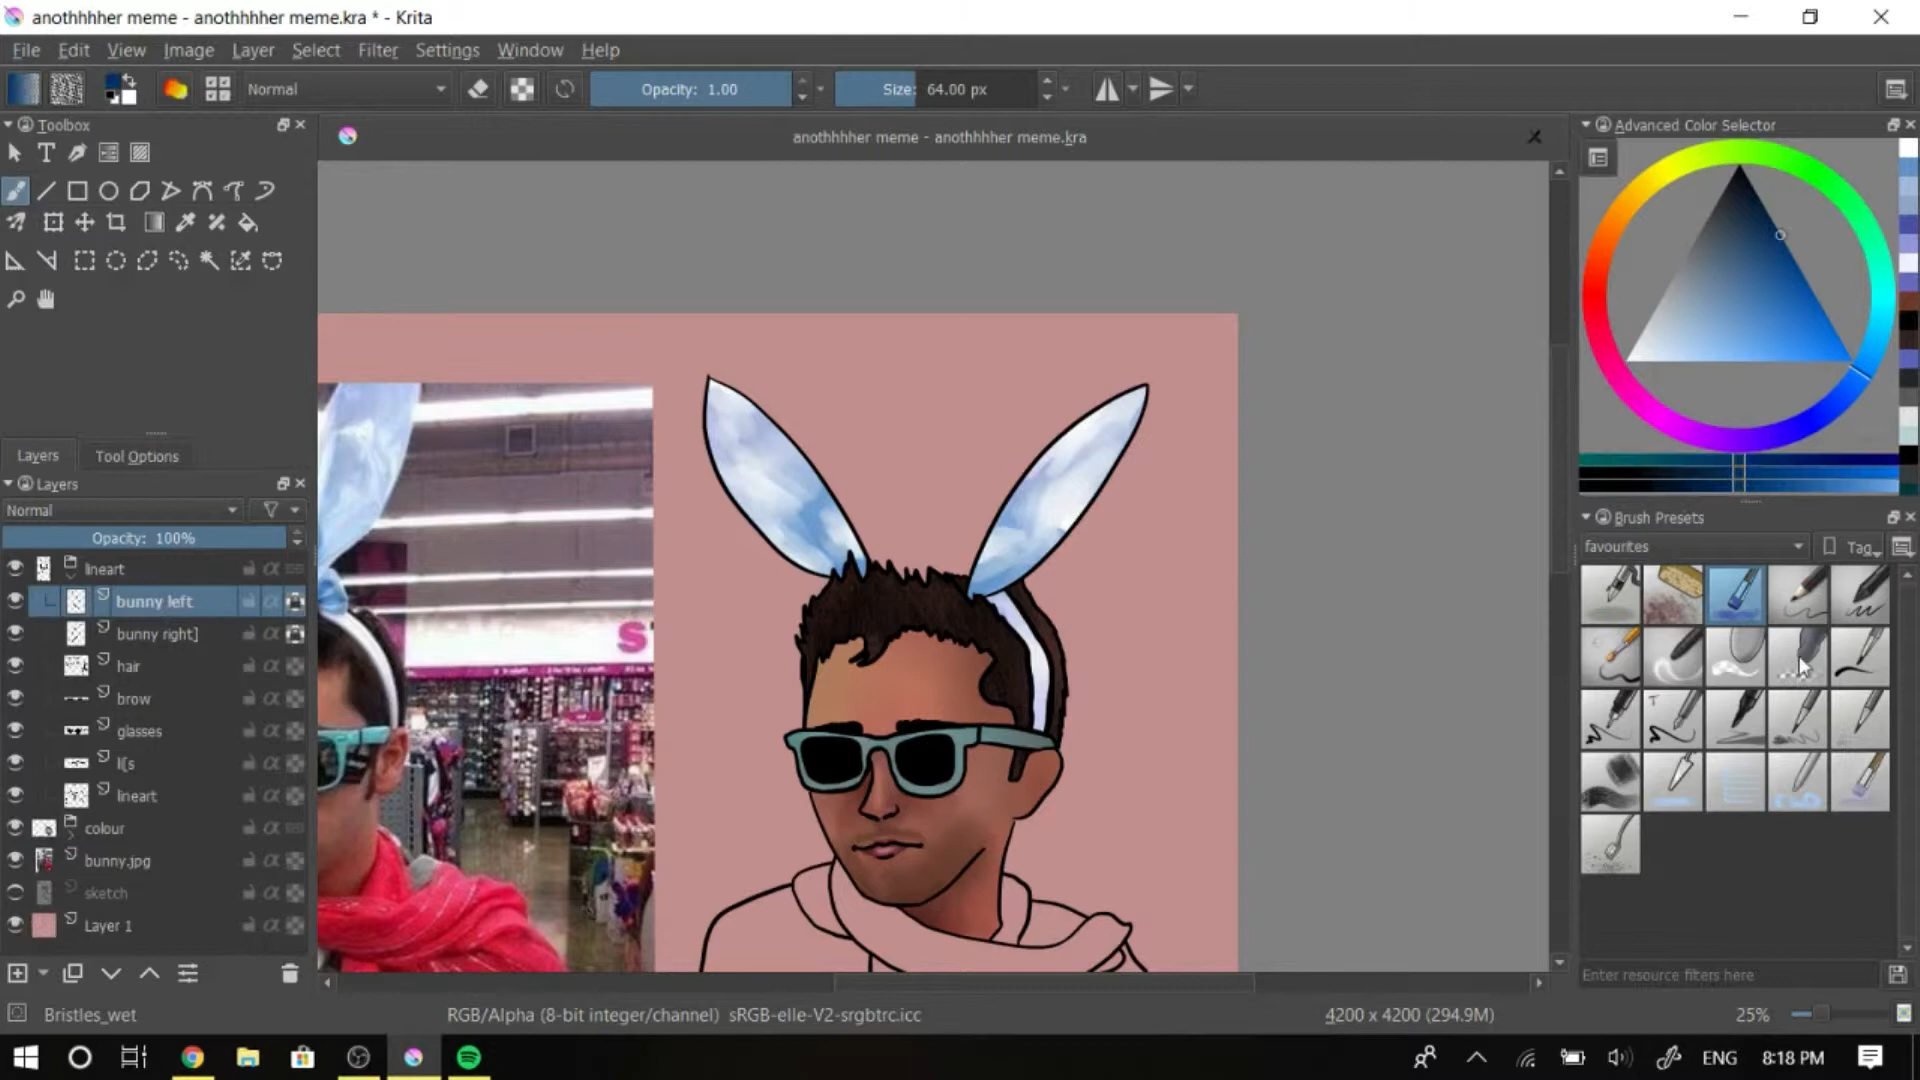 anothhhher meme - anothhhher meme.kra * - Krita
File Edit View Image Layer Select Filter Settings Window Help
Normal
Opacity: 1.00
Size: 64.00 px
Toolbox
anothhhher meme - anothhhher meme.kra
Advanced Color Selector
Layers
Tool Options
Layers
Normal
Opacity: 100%
lineart
bunny left
bunny right]
hair
brow
glasses
l[s
lineart
colour
bunny.jpg
sketch
Layer 1
S
Brush Presets
favourites
Tag
Enter resource filters here
Bristles_wet
RGB/Alpha (8-bit integer/channel) sRGB-elle-V2-srgbtrc.icc
4200 x 4200 (294.9M)
25%
ENG
8:18 PM